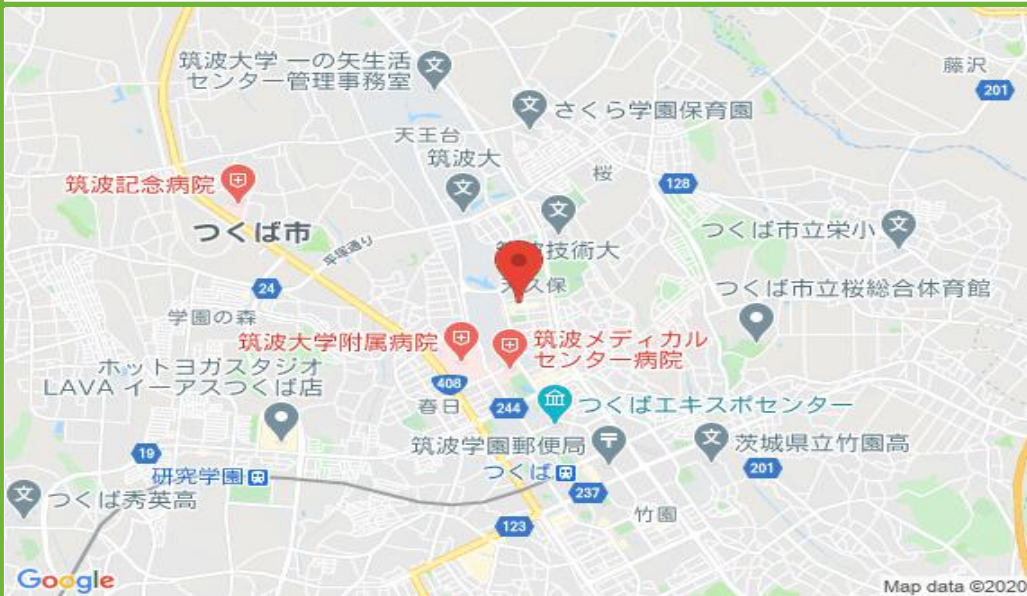 筑波大学 一の矢生活
センター管理事務室
藤沢
201
さくら学園保育園
天王台
筑波大
桜
128
筑波記念病院
つくば市
平塚通り
技術大
つくば市立栄小
久保
24
つくば市立桜総合体育館
学園の森
筑波大学附属病院
筑波メディカル
センター病院
ホットヨガスタジオ
LAVA イーアスつくば店
408
春日
244
つくばエキスポセンター
筑波学園郵便局
茨城県立竹園高
19
研究学園
つくば
201
237
つくば秀英高
竹園
123
Google
Map data ©2020